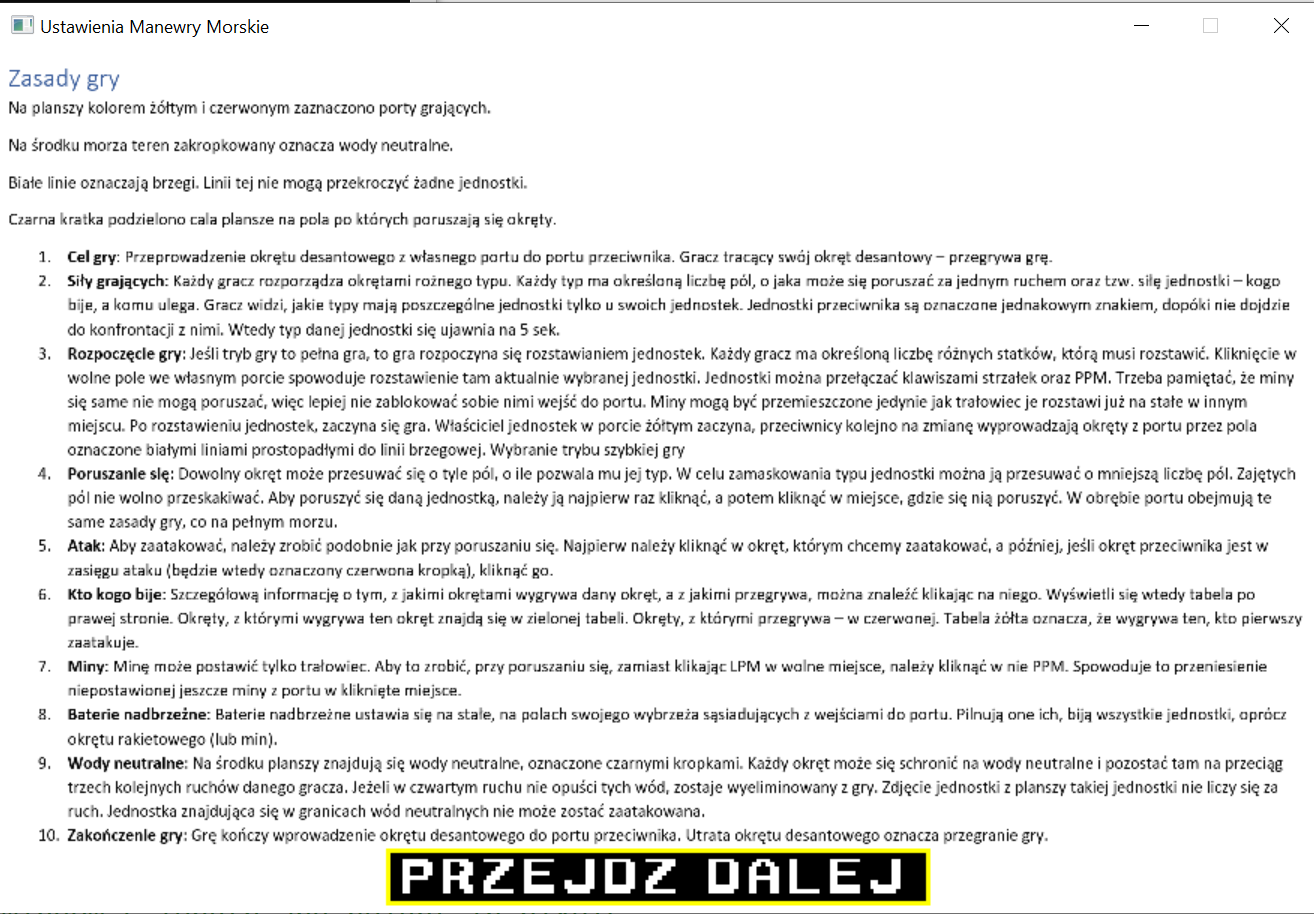 Ustawienia Manewry Morskie
Zasady gry
Na planszy kolorem żółtym i czerwonym zaznaczono porty grających.
Na środku morza teren zakropkowany oznacza wody neutralne.
Białe linie oznaczają brzegi. Linii tej nie mogą przekroczyć żadne jednostki.
Czarna kratka podzielono cala plansze na pola po których poruszają się okręty.
1. Cel gry: Przeprowadzenie okrętu desantowego z własnego portu do portu przeciwnika. Gracz tracący swój okręt desantowy – przegrywa grę.
2. Siły grających: Każdy gracz rozporządza okrętami rożnego typu. Każdy typ ma określoną liczbę pól, o jaka może się poruszać za jednym ruchem oraz tzw. siłę jednostki – kogo
bije, a komu ulega. Gracz widzi, jakie typy mają poszczególne jednostki tylko u swoich jednostek. Jednostki przeciwnika są oznaczone jednakowym znakiem, dopóki nie dojdzie
do konfrontacji z nimi. Wtedy typ danej jednostki się ujawnia na 5 sek.
3. Rozpoczęcie gry: Jeśli tryb gry to pełna gra, to gra rozpoczyna się rozstawianiem jednostek. Każdy gracz ma określoną liczbę różnych statków, którą musi rozstawić. Kliknięcie w
wolne pole we własnym porcie spowoduje rozstawienie tam aktualnie wybranej jednostki. Jednostki można przełączać klawiszami strzałek oraz PPM. Trzeba pamiętać, że miny
się same nie mogą poruszać, więc lepiej nie zablokować sobie nimi wejść do portu. Miny mogą być przemieszczone jedynie jak trałowiec je rozstawi już na stałe w innym
miejscu. Po rozstawieniu jednostek, zaczyna się gra. Właściciel jednostek w porcie żółtym zaczyna, przeciwnicy kolejno na zmianę wyprowadzają okręty z portu przez pola
oznaczone białymi liniami prostopadłymi do linii brzegowej. Wybranie trybu szybkiej gry
4. Poruszanie się: Dowolny okręt może przesuwać się o tyle pól, o ile pozwala mu jej typ. W celu zamaskowania typu jednostki można ją przesuwać o mniejszą liczbę pól. Zajętych
pól nie wolno przeskakiwać. Aby poruszyć się daną jednostką, należy ją najpierw raz kliknąć, a potem kliknąć w miejsce, gdzie się nią poruszyć. W obrębie portu obejmują te
same zasady gry, co na pełnym morzu.
5. Atak: Aby zaatakować, należy zrobić podobnie jak przy poruszaniu się. Najpierw należy kliknąć w okręt, którym chcemy zaatakować, a później, jeśli okręt przeciwnika jest w
zasięgu ataku (będzie wtedy oznaczony czerwona kropką), kliknąć go.
6. Kto kogo bije: Szczegółową informację o tym, z jakimi okrętami wygrywa dany okręt, a z jakimi przegrywa, można znaleźć klikając na niego. Wyświetli się wtedy tabela po
prawej stronie. Okręty, z którymi wygrywa ten okręt znajdą się w zielonej tabeli. Okręty, z którymi przegrywa – w czerwonej. Tabela żółta oznacza, że wygrywa ten, kto pierwszy
zaatakuje.
7. Miny: Minę może postawić tylko trałowiec. Aby to zrobić, przy poruszaniu się, zamiast klikając LPM w wolne miejsce, należy kliknąć w nie PPM. Spowoduje to przeniesienie
niepostawionej jeszcze miny z portu w kliknięte miejsce.
8. Baterie nadbrzeżne: Baterie nadbrzeżne ustawia się na stałe, na polach swojego wybrzeża sąsiadujących z wejściami do portu. Pilnują one ich, biją wszystkie jednostki, oprócz
okrętu rakietowego (lub min).
9. Wody neutralne: Na środku planszy znajdują się wody neutralne, oznaczone czarnymi kropkami. Każdy okręt może się schronić na wody neutralne i pozostać tam na przeciąg
trzech kolejnych ruchów danego gracza. Jeżeli w czwartym ruchu nie opuści tych wód, zostaje wyeliminowany z gry. Zdjęcie jednostki z planszy takiej jednostki nie liczy się za
ruch. Jednostka znajdująca się w granicach wód neutralnych nie może zostać zaatakowana.
10. Zakończenie gry: Grę kończy wprowadzenie okrętu desantowego do portu przeciwnika. Utrata okrętu desantowego oznacza przegranie gry.
PRZEJDZ DALEJ